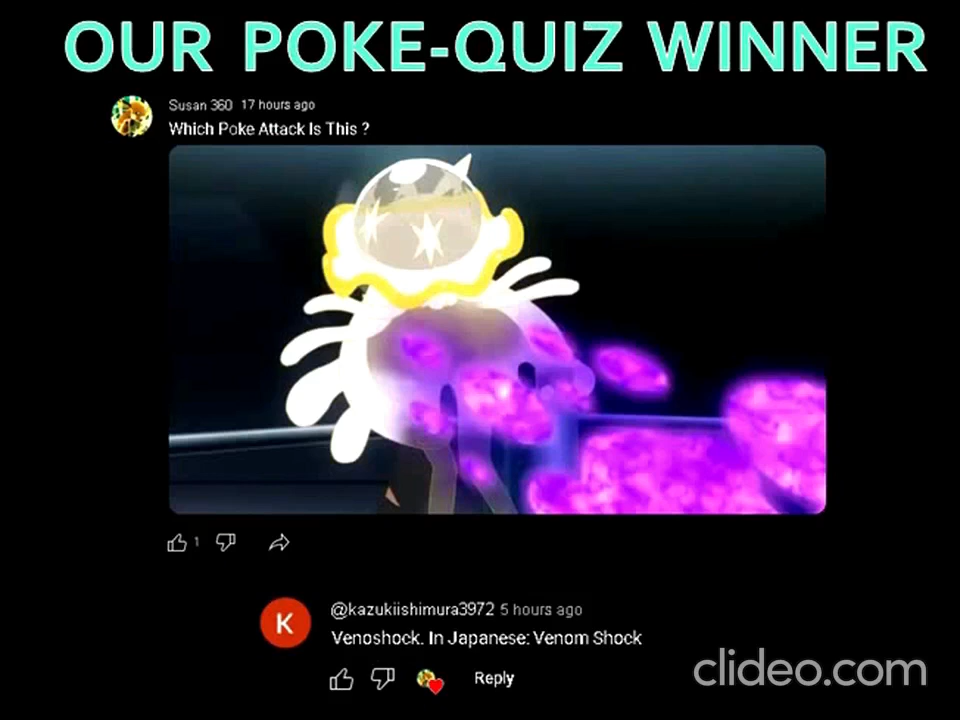 OUR POKE-QUIZ WINNER
Susan 360 17 hours ago
Which Poke Attack Is This ?
1
K
@kazukiishimura3972 5 hours ago
Venoshock. In Japanese: Venom Shock
Reply
clideo.com